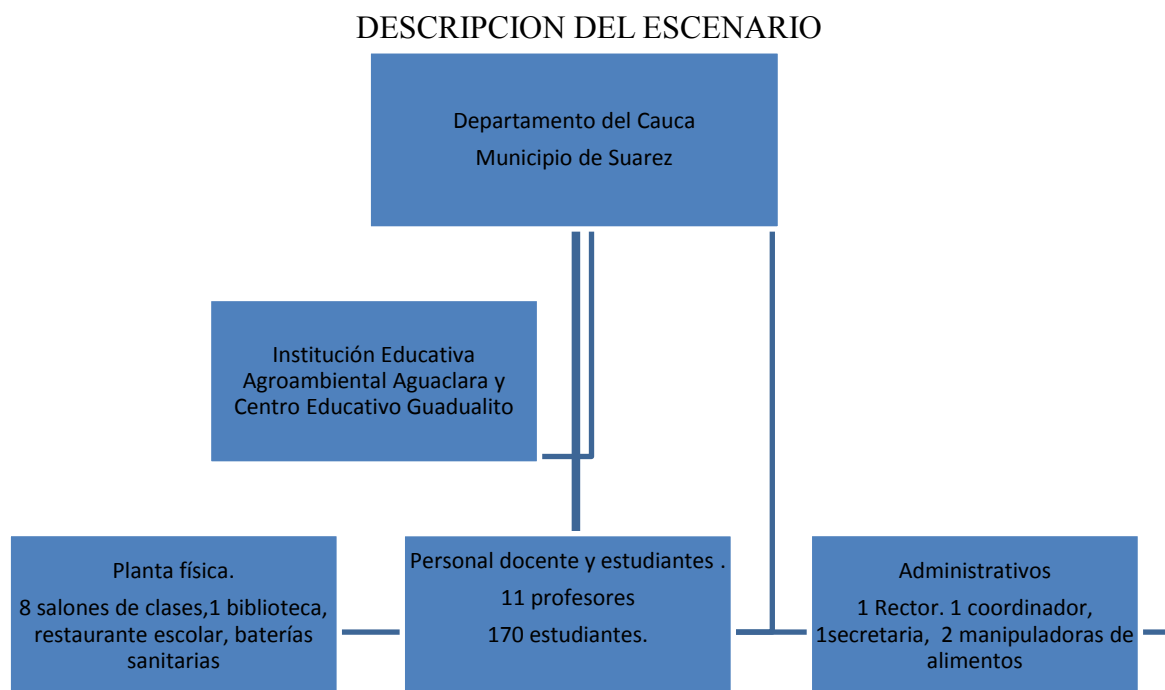 DESCRIPCION DEL ESCENARIO
Departamento del Cauca
Municipio de Suarez
Institución Educativa
Agroambiental Aguaclara y
Centro Educativo Guadualito
Planta física.
8 salones de clases,1 biblioteca,
restaurante escolar, baterías
sanitarias
Personal docente y estudiantes .
11 profesores
170 estudiantes.
Administrativos
1 Rector. 1 coordinador,
1secretaria, 2 manipuladoras de
alimentos